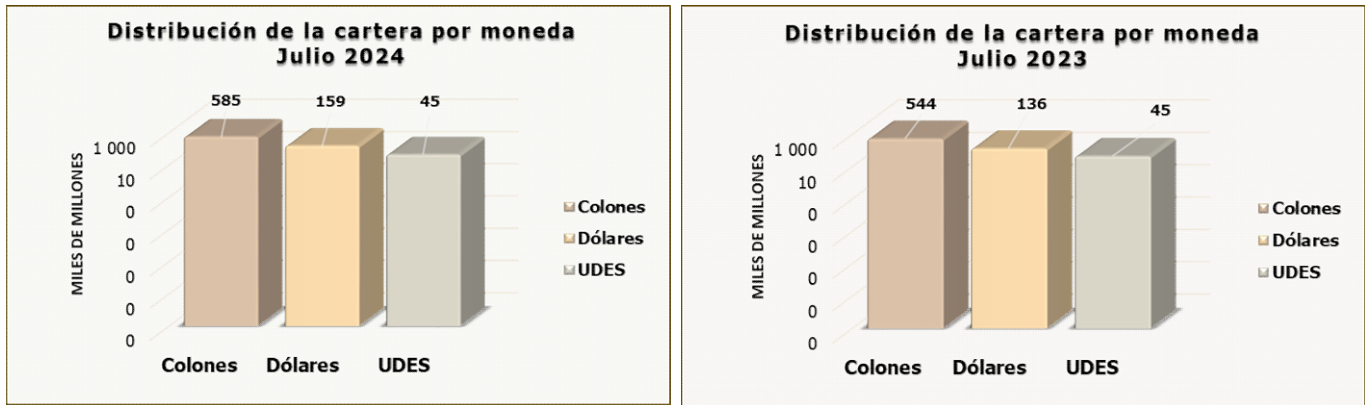 Distribución de la cartera por moneda
Julio 2024
585 159 45
MILES DE MILLONES
1 000
10
0
0
0
0
0
Colones
Dólares
UDES
Colones Dólares UDES
Distribución de la cartera por moneda
Julio 2023
544 136 45
MILES DE MILLONES
1 000
10
0
0
0
0
0
Colones
Dólares
UDES
Colones Dólares UDES